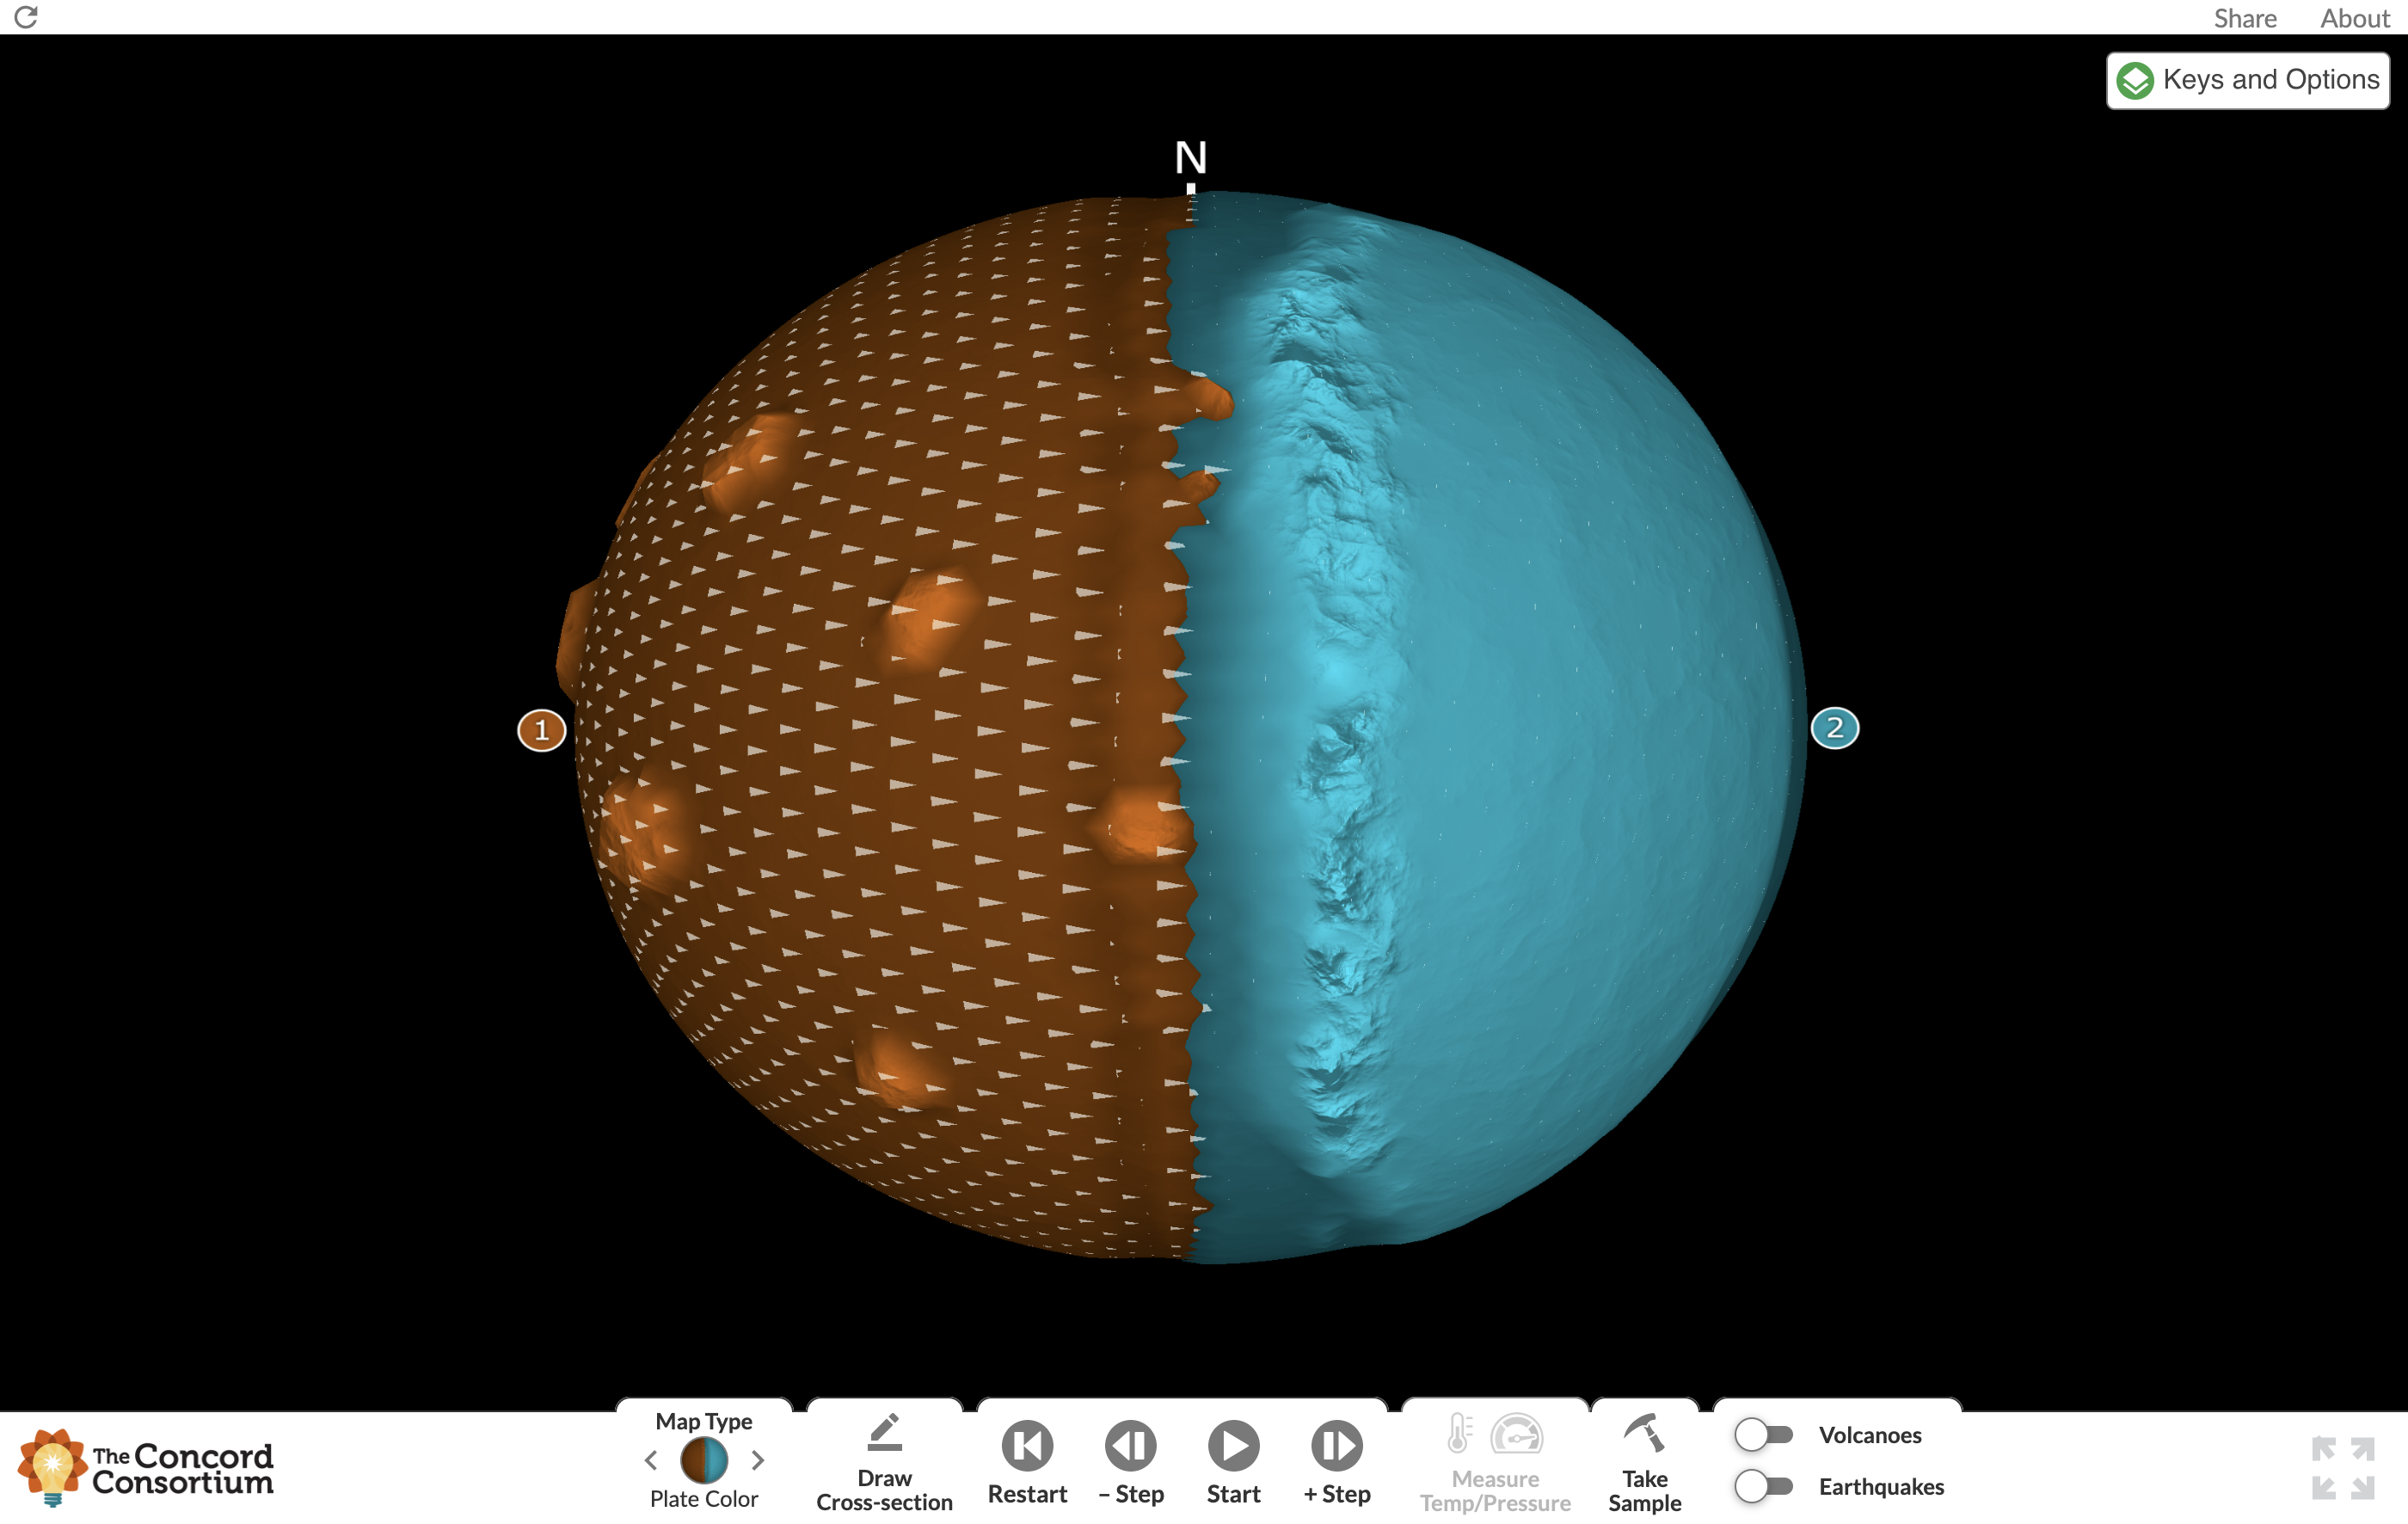 Share About
Keys and Options
N
1
2
The Concord
Consortium
Map Type
Plate Color
Draw
Cross-section
Restart
– Step
Start
+ Step
Measure
Temp/Pressure
Take
Sample
Volcanoes
Earthquakes